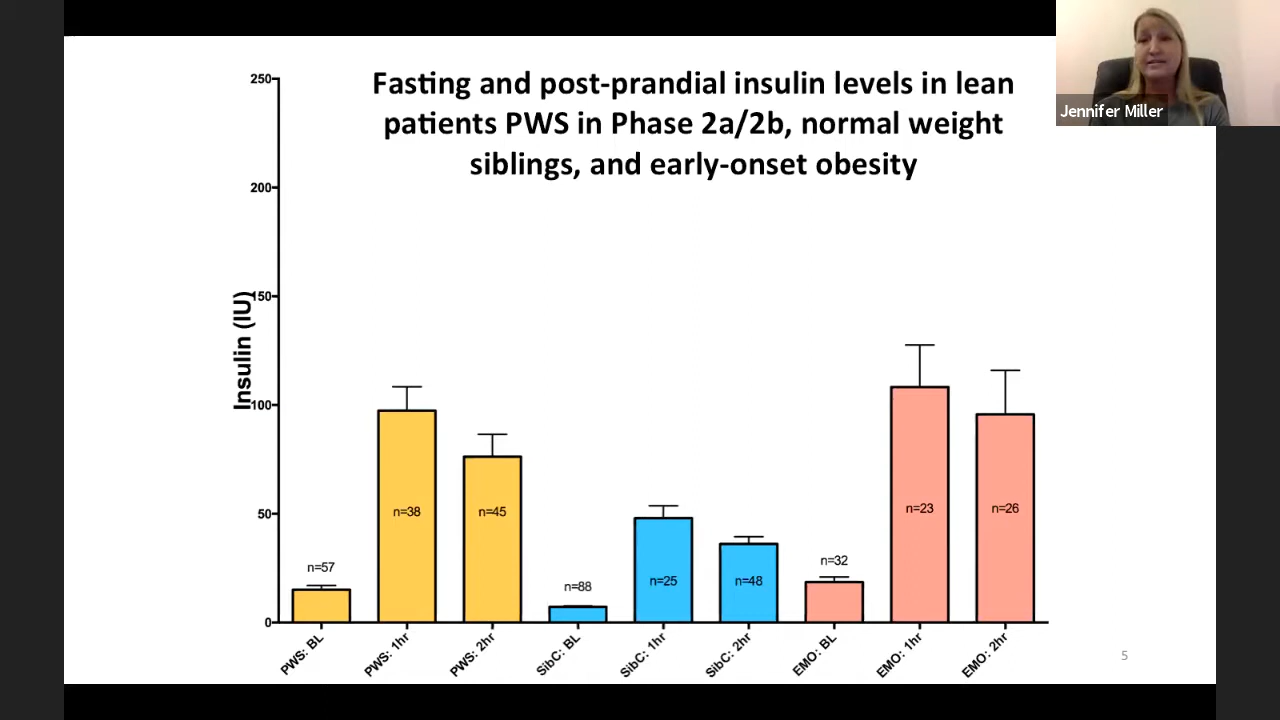 Fasting and post-prandial insulin levels in lean
patients PWS in Phase 2a/2b, normal weight
siblings, and early-onset obesity
Jennifer Miller
Insulin (IU)
250
200
150
100
50
0
n=57
n=38
n=45
n=88
n=25
n=48
n=32
n=23
n=26
PWS: BL
PWS: 1hr
PWS: 2hr
SibC: BL
SibC: 1hr
SibC: 2hr
EMO: BL
EMO: 1hr
EMO: 2hr
5